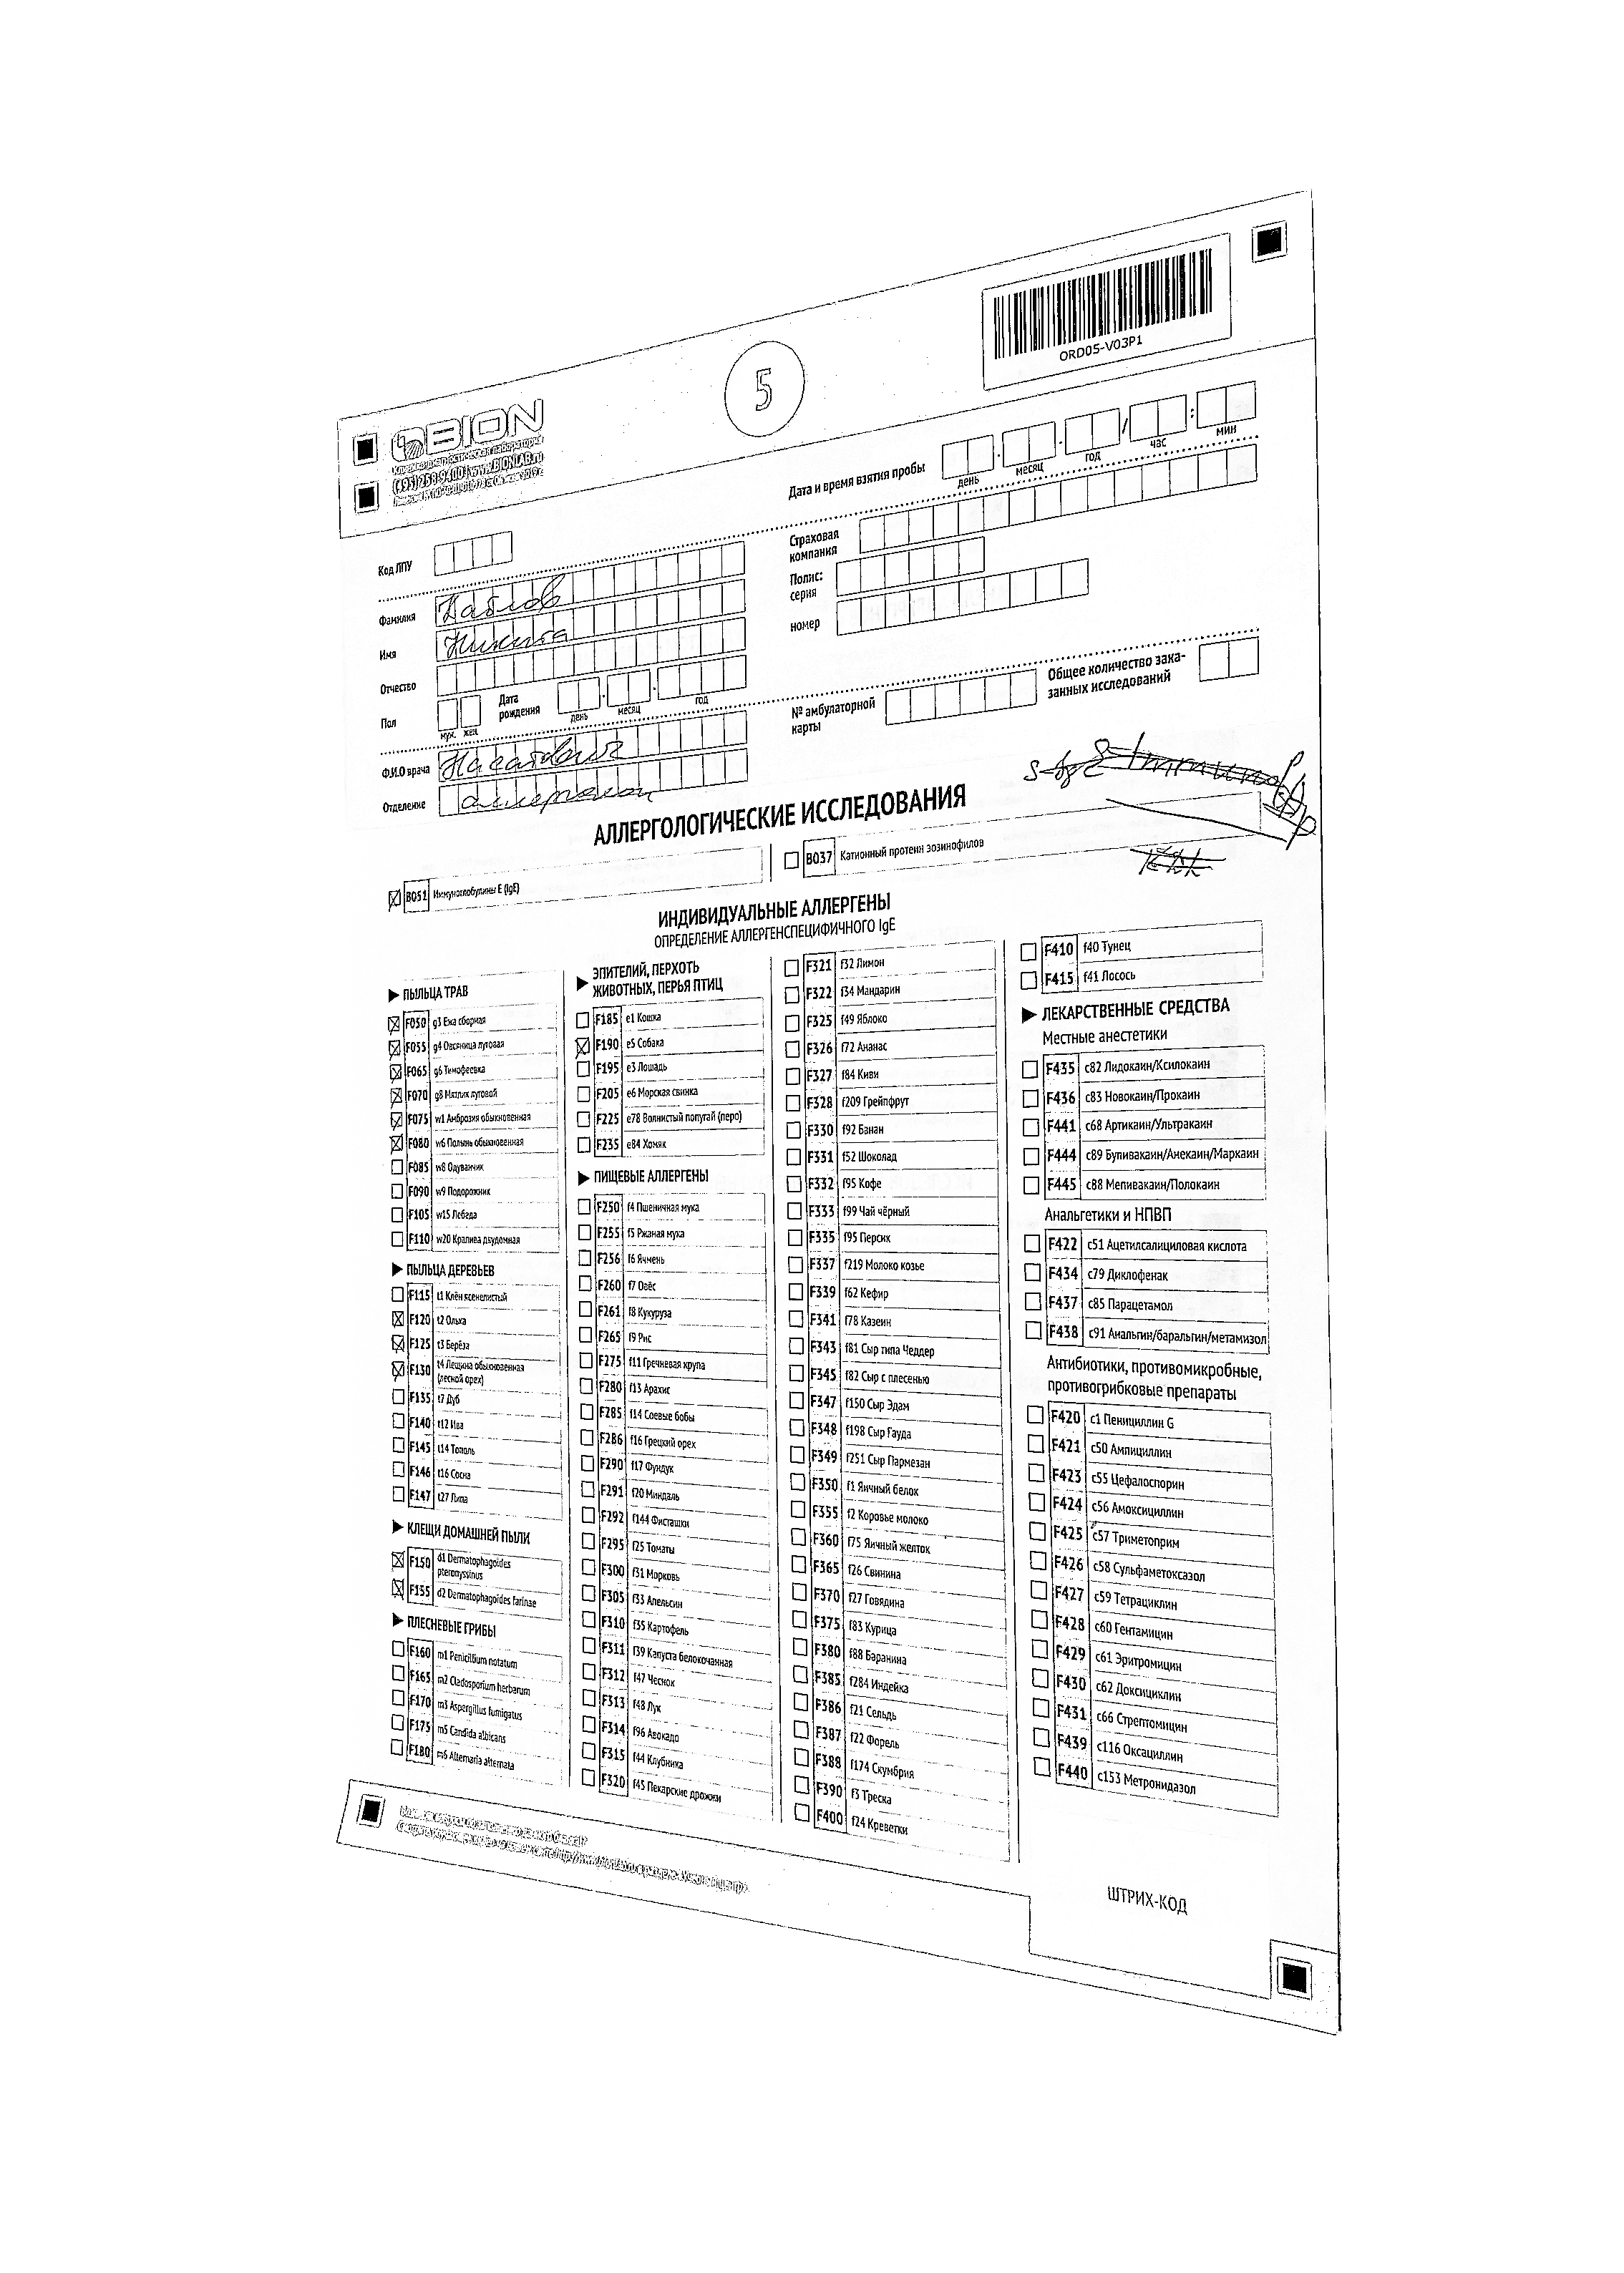 BION
Клинико-диагностическая лаборатория
(495) 258-9400 | www.BIONLAB.ru
5
ORD05-V03P1
Дата и время взятия пробы
день месяц год час мин
Код ЛПУ
Фамилия Павлов
Имя Никита
Отчество
Пол муж. жен. Дата рождения день месяц год
Ф.И.О врача
Отделение
Страховая компания
Полис: серия
номер
№ амбулаторной карты
Общее количество зака-
занных исследований
s-IgE Immuno
АЛЛЕРГОЛОГИЧЕСКИЕ ИССЛЕДОВАНИЯ
B051 Иммуноглобулины E (IgE)
B037 Катионный протеин эозинофилов
ИНДИВИДУАЛЬНЫЕ АЛЛЕРГЕНЫ
ОПРЕДЕЛЕНИЕ АЛЛЕРГЕНСПЕЦИФИЧНОГО IgE
ПЫЛЬЦА ТРАВ
F050 g3 Ежа сборная
F055 g4 Овсяница луговая
F065 g6 Тимофеевка
F070 g8 Мятлик луговой
F075 w1 Амброзия обыкновенная
F080 w6 Полынь обыкновенная
F085 w8 Одуванчик
F090 w9 Подорожник
F105 w15 Лебеда
F110 w20 Крапива двудомная
ПЫЛЬЦА ДЕРЕВЬЕВ
F115 t1 Клён ясенелистый
F120 t2 Ольха
F125 t3 Берёза
F130 t4 Лещина обыкновенная
(лесной орех)
F135 t7 Дуб
F140 t12 Ива
F145 t14 Тополь
F146 t16 Сосна
F147 t27 Липа
КЛЕЩИ ДОМАШНЕЙ ПЫЛИ
F150 d1 Dermatophagoides
pteronyssinus
F155 d2 Dermatophagoides farinae
ПЛЕСНЕВЫЕ ГРИБЫ
F160 m1 Penicillium notatum
F165 m2 Cladosporium herbarum
F170 m3 Aspergillus fumigatus
F175 m5 Candida albicans
F180 m6 Alternaria alternata
ЭПИТЕЛИЙ, ПЕРХОТЬ
ЖИВОТНЫХ, ПЕРЬЯ ПТИЦ
F185 e1 Кошка
F190 e5 Собака
F195 e3 Лошадь
F205 e6 Морская свинка
F225 e78 Волнистый попугай (перо)
F235 e84 Хомяк
ПИЩЕВЫЕ АЛЛЕРГЕНЫ
F250 f4 Пшеничная мука
F255 f5 Ржаная мука
F256 f6 Ячмень
F260 f7 Овёс
F261 f8 Кукуруза
F265 f9 Рис
F275 f11 Гречневая крупа
F280 f13 Арахис
F285 f14 Соевые бобы
F286 f16 Грецкий орех
F290 f17 Фундук
F291 f20 Миндаль
F292 f144 Фисташки
F295 f25 Томаты
F300 f31 Морковь
F305 f33 Апельсин
F310 f35 Картофель
F311 f39 Капуста белокочанная
F312 f47 Чеснок
F313 f48 Лук
F314 f96 Авокадо
F315 f44 Клубника
F320 f45 Пекарские дрожжи
F321 f32 Лимон
F322 f34 Мандарин
F325 f49 Яблоко
F326 f72 Ананас
F327 f84 Киви
F328 f209 Грейпфрут
F330 f92 Банан
F331 f52 Шоколад
F332 f95 Кофе
F333 f99 Чай чёрный
F335 f95 Персик
F337 f219 Молоко козье
F339 f62 Кефир
F341 f78 Казеин
F343 f81 Сыр типа Чеддер
F345 f82 Сыр с плесенью
F347 f150 Сыр Эдам
F348 f198 Сыр Гауда
F349 f251 Сыр Пармезан
F350 f1 Яичный белок
F355 f2 Коровье молоко
F360 f75 Яичный желток
F365 f26 Свинина
F370 f27 Говядина
F375 f83 Курица
F380 f88 Баранина
F385 f284 Индейка
F386 f21 Сельдь
F387 f22 Форель
F388 f174 Скумбрия
F390 f3 Треска
F400 f24 Креветки
F410 f40 Тунец
F415 f41 Лосось
ЛЕКАРСТВЕННЫЕ СРЕДСТВА
Местные анестетики
F435 c82 Лидокаин/Ксилокаин
F436 c83 Новокаин/Прокаин
F441 c68 Артикаин/Ультракаин
F444 c89 Бупивакаин/Анекаин/Маркаин
F445 c88 Мепивакаин/Полокаин
Анальгетики и НПВП
F422 c51 Ацетилсалициловая кислота
F434 c79 Диклофенак
F437 c85 Парацетамол
F438 c91 Анальгин/баральгин/метамизол
Антибиотики, противомикробные,
противогрибковые препараты
F420 c1 Пенициллин G
F421 c50 Ампициллин
F423 c55 Цефалоспорин
F424 c56 Амоксициллин
F425 c57 Триметоприм
F426 c58 Сульфаметоксазол
F427 c59 Тетрациклин
F428 c60 Гентамицин
F429 c61 Эритромицин
F430 c62 Доксициклин
F431 c66 Стрептомицин
F439 c116 Оксациллин
F440 c153 Метронидазол
ШТРИХ-КОД